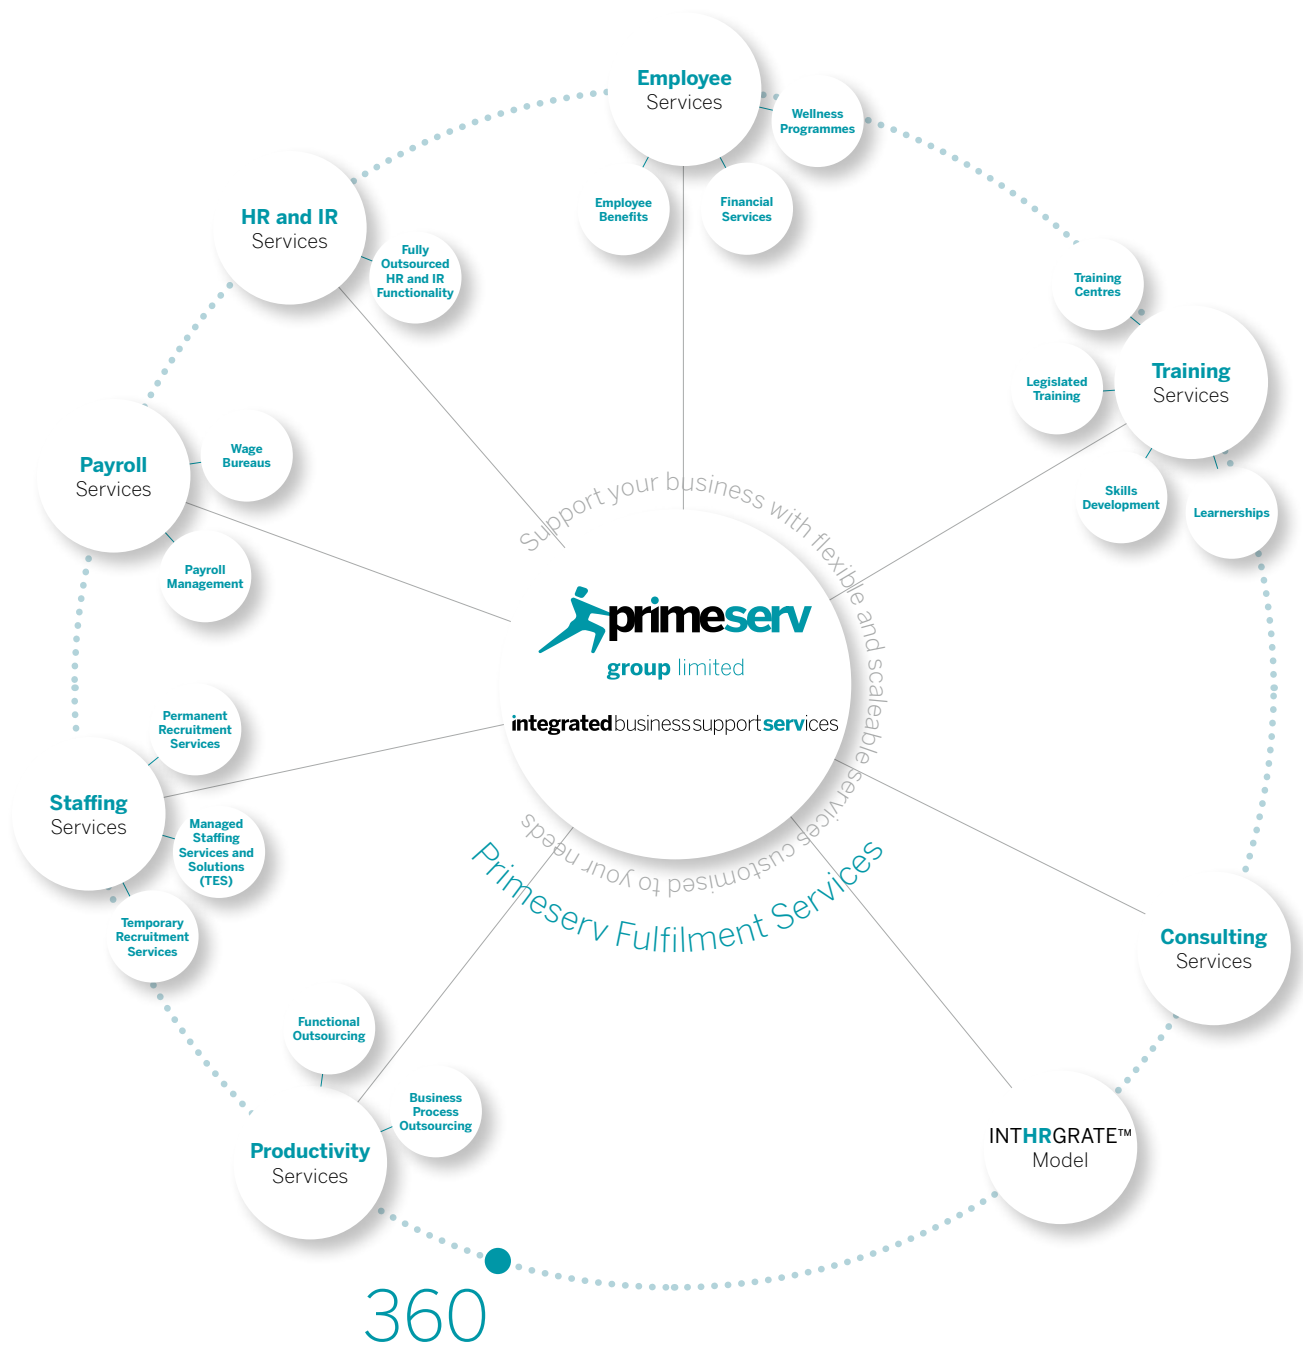 Employee
Services
Wellness
Programmes
Employee
Benefits
Financial
Services
HR and IR
Services
Fully
Outsourced
HR and IR
Functionality
Training
Centres
Training
Services
Legislated
Training
Skills
Development
Learnerships
Payroll
Services
Wage
Bureaus
Payroll
Management
Support your business with flexible and scaleable services customised to your needs
primeserv
group limited
integratedbusinesssupportservices
Primeserv Fulfilment Services
Permanent
Recruitment
Services
Staffing
Services
Managed
Staffing
Services and
Solutions
(TES)
Temporary
Recruitment
Services
Consulting
Services
Functional
Outsourcing
Business
Process
Outsourcing
Productivity
Services
INTHRGRATE™
Model
360